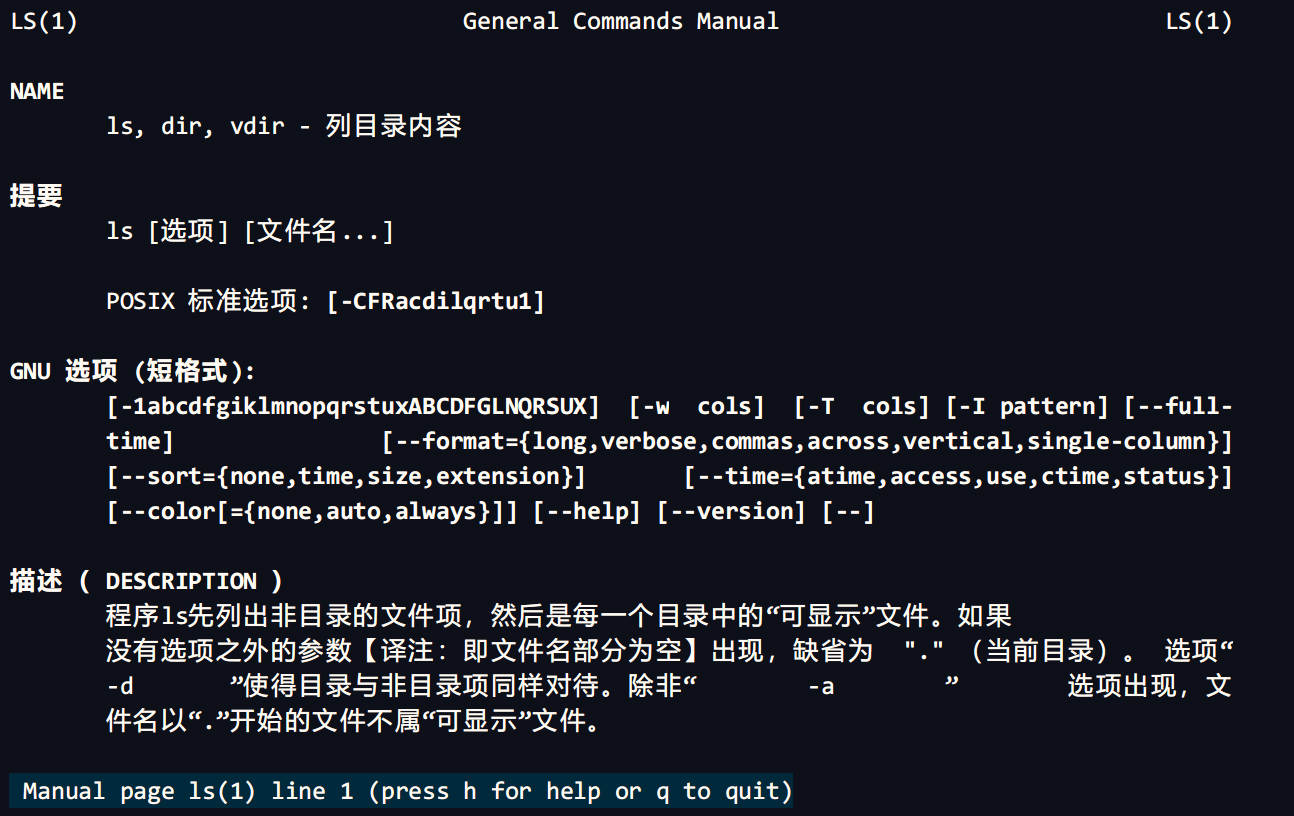 LS(1) General Commands Manual LS(1)
NAME
ls, dir, vdir - 列目录内容
提要
ls [选项] [文件名...]
POSIX 标准选项: [-CFRacdilqrtu1]
GNU 选项 (短格式):
[-1abcdfgiklmnopqrstuxABCDFGLNQRSUX] [-w cols] [-T cols] [-I pattern] [--full-
time] [--format={long,verbose,commas,across,vertical,single-column}]
[--sort={none,time,size,extension}] [--time={atime,access,use,ctime,status}]
[--color[={none,auto,always}]] [--help] [--version] [--]
描述 ( DESCRIPTION )
程序ls先列出非目录的文件项，然后是每一个目录中的“可显示”文件。如果
没有选项之外的参数【译注：即文件名部分为空】出现，缺省为 "." （当前目录）。 选项“
-d ”使得目录与非目录项同样对待。除非“ -a ” 选项出现，文
件名以“.”开始的文件不属“可显示”文件。
Manual page ls(1) line 1 (press h for help or q to quit)